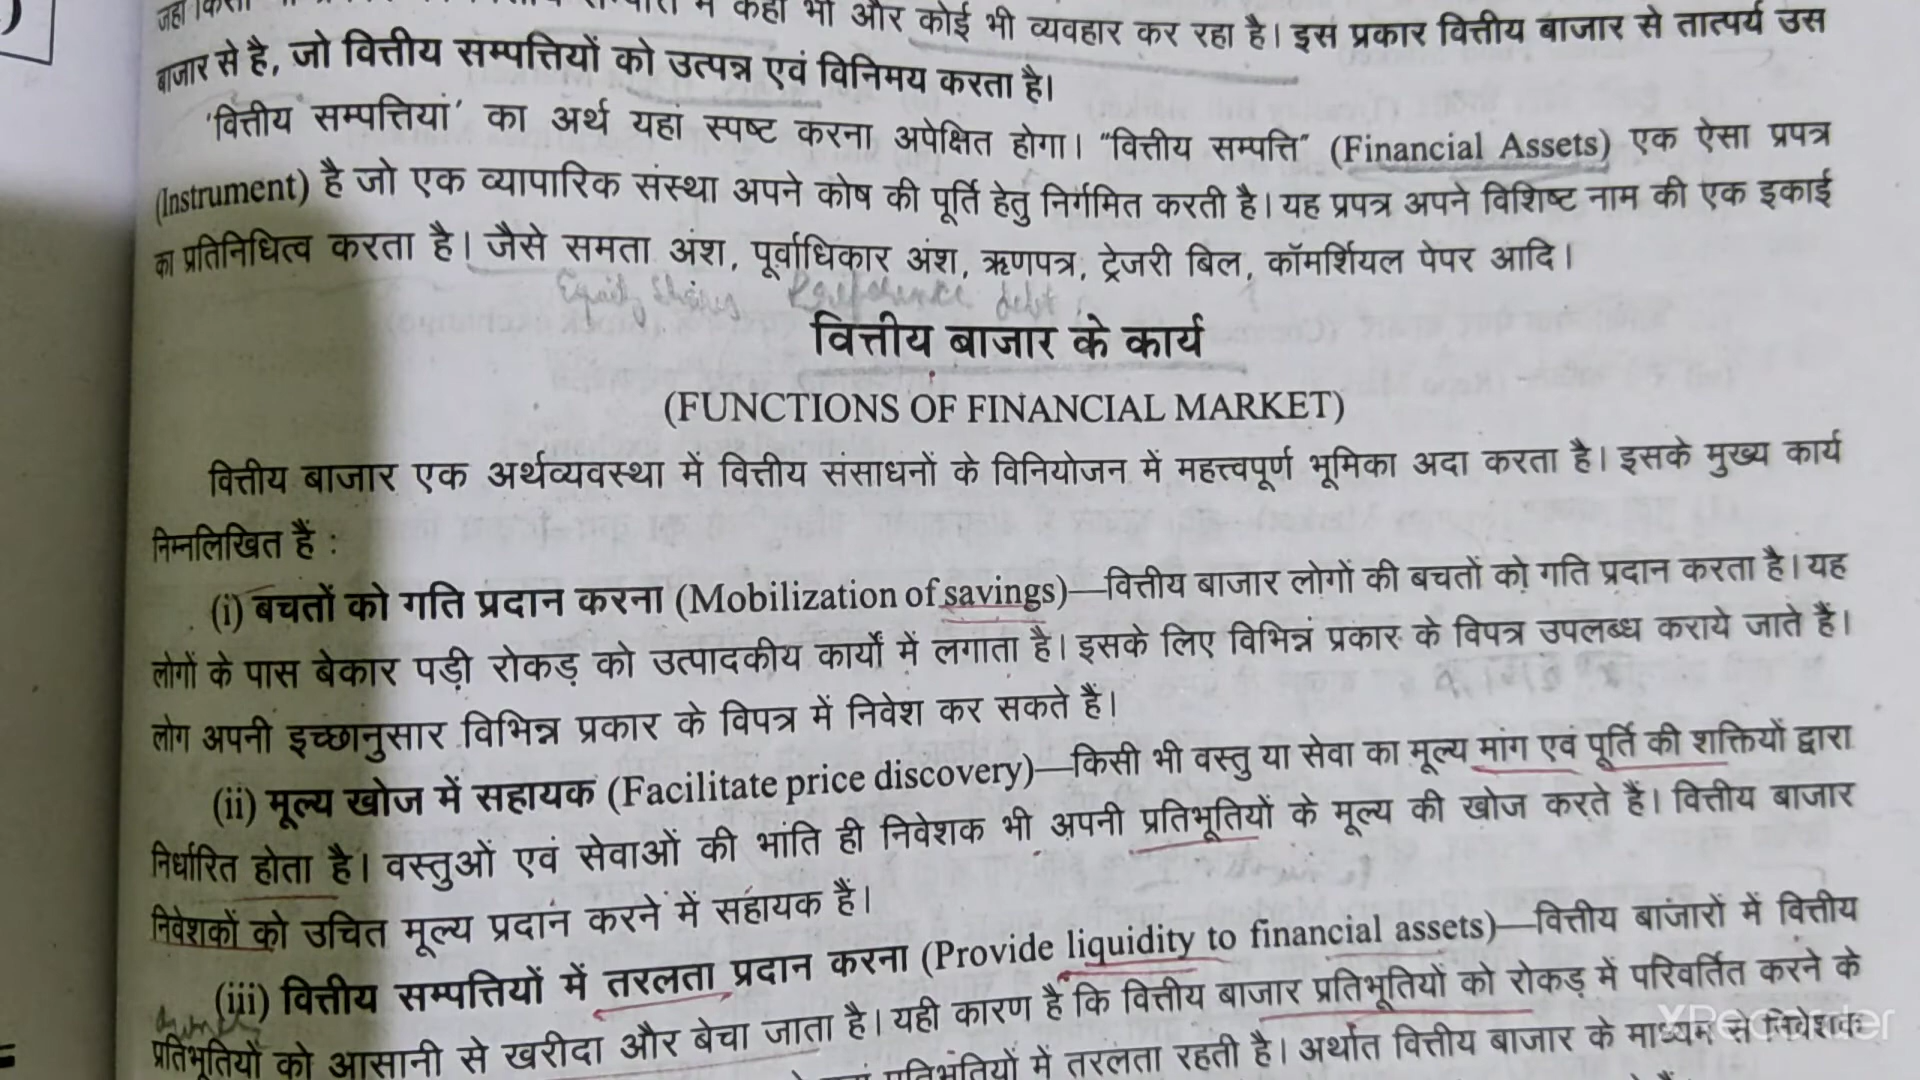 भी और कोई भी व्यवहार कर रहा है। इस प्रकार वित्तीय बाजार से तात्पर्य उस
बाजार से है, जो वित्तीय सम्पत्तियों को उत्पन्न एवं विनिमय करता है।
'वित्तीय सम्पत्तियां' का अर्थ यहां स्पष्ट करना अपेक्षित होगा। "वित्तीय सम्पत्ति" (Financial Assets) एक ऐसा प्रपत्र
(Instrument) है जो एक व्यापारिक संस्था अपने कोष की पूर्ति हेतु निर्गमित करती है। यह प्रपत्र अपने विशिष्ट नाम की एक इकाई
का प्रतिनिधित्व करता है। जैसे समता अंश, पूर्वाधिकार अंश, ऋणपत्र, ट्रेजरी बिल, कॉमर्शियल पेपर आदि।
debt
वित्तीय बाजार के कार्य
(FUNCTIONS OF FINANCIAL MARKET)
वित्तीय बाजार एक अर्थव्यवस्था में वित्तीय संसाधनों के विनियोजन में महत्त्वपूर्ण भूमिका अदा करता है। इसके मुख्य कार्य
निम्नलिखित हैं :
(i) बचतों को गति प्रदान करना (Mobilization of savings)—वित्तीय बाजार लोगों की बचतों को गति प्रदान करता है। यह
लोगों के पास बेकार पड़ी रोकड़ को उत्पादकीय कार्यों में लगाता है। इसके लिए विभिन्न प्रकार के विपत्र उपलब्ध कराये जाते हैं।
लोग अपनी इच्छानुसार विभिन्न प्रकार के विपत्र में निवेश कर सकते हैं।
(ii) मूल्य खोज में सहायक (Facilitate price discovery)—किसी भी वस्तु या सेवा का मूल्य मांग एवं पूर्ति की शक्तियों द्वारा
निर्धारित होता है। वस्तुओं एवं सेवाओं की भांति ही निवेशक भी अपनी प्रतिभूतियों के मूल्य की खोज करते हैं। वित्तीय बाजार
निवेशकों को उचित मूल्य प्रदान करने में सहायक हैं।
(iii) वित्तीय सम्पत्तियों में तरलता प्रदान करना (Provide liquidity to financial assets)—वित्तीय बाजारों में वित्तीय
प्रतिभूतियों को आसानी से खरीदा और बेचा जाता है। यही कारण है कि वित्तीय बाजार प्रतिभूतियों को रोकड़ में परिवर्तित करने के
में तरलता रहती है। अर्थात वित्तीय बाजार के माध्यम से निवेशक
XRecorder